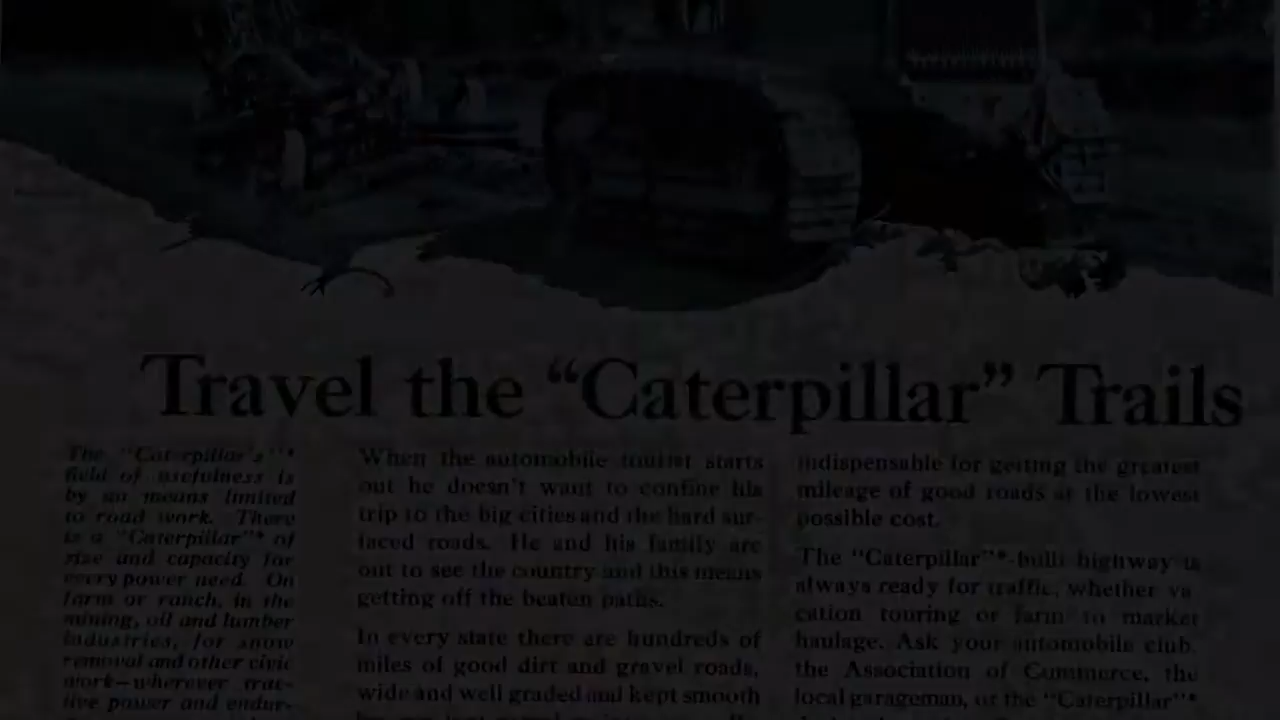 Travel the “Caterpillar” Trails
The “Caterpillar’s”*
field of usefulness is
by no means limited
to road work. There
is a “Caterpillar”* of
size and capacity for
every power need. On
farm or ranch, in the
mining, oil and lumber
industries, for snow
removal and other civic
work—wherever trac-
tive power and endur-
When the automobile tourist starts
out he doesn't want to confine his
trip to the big cities and the hard sur-
faced roads. He and his family are
out to see the country and this means
getting off the beaten paths.
In every state there are hundreds of
miles of good dirt and gravel roads,
wide and well graded and kept smooth
indispensable for getting the greatest
mileage of good roads at the lowest
possible cost.
The “Caterpillar”*-built highway is
always ready for traffic, whether va
cation touring or farm to market
haulage. Ask your automobile club,
the Association of Commerce, the
local garageman, or the “Caterpillar”*